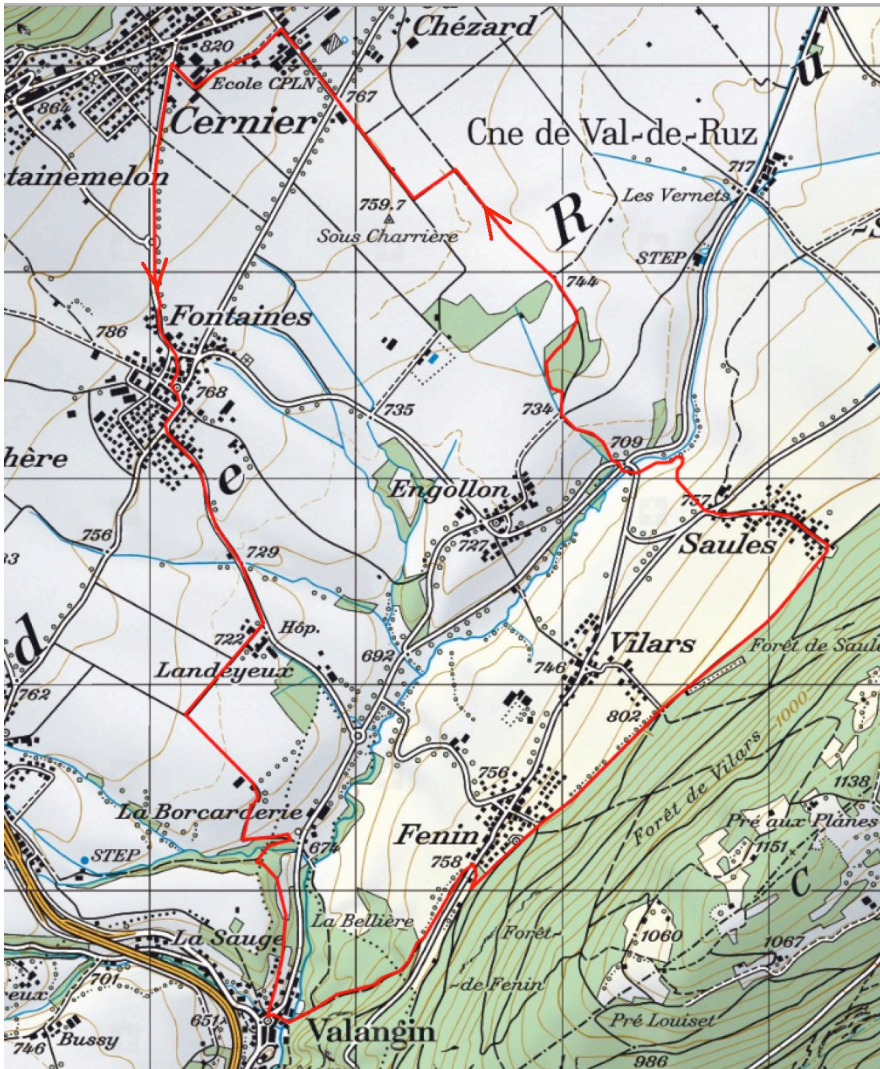 Chézard
820
Ecole CPLN
767
864
Cernier
Cne de Val-de-Ruz
u
tainemelon
717
Les Vernets
759.7
R
Sous Charrière
STEP
744
Fontaines
786
768
735
734
709
hère
e
Engollon
757
727
Saules
756
729
d
722
Hôp.
692
Vilars
Forêt de Saule
Landeyeux
746
762
802
1000
756
Forêt de Vilars
1138
La Borcarderie
Fenin
Pré aux Planes
674
758
1151
STEP
C
La Bellière
La Sauge
Forêt-
1060
1067
701
-de Fenin
eux
651
Valangin
Pré Louiset
746
Bussy
986